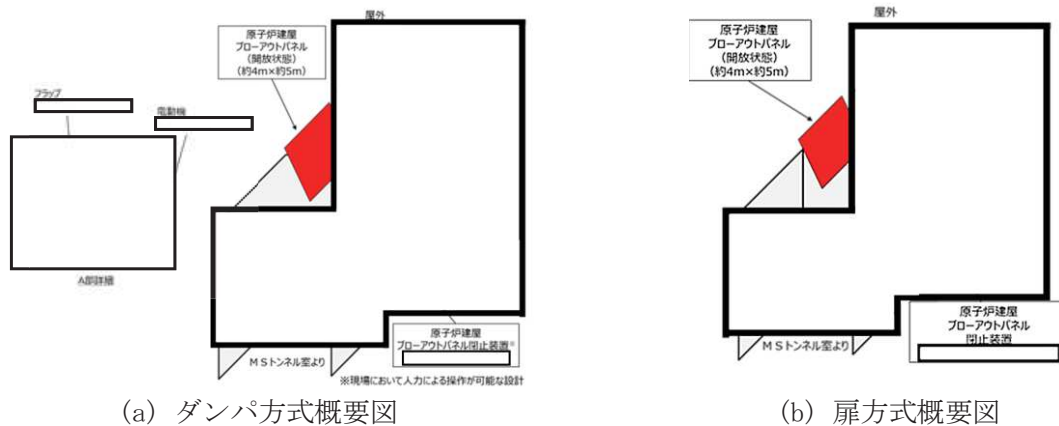 屋外
原子炉建屋
ブローアウトパネル
(開放状態)
(約4m×約5m)
フラップ
電動機
A部詳細
原子炉建屋
ブローアウトパネル閉止装置※
MSトンネル室より
※現場において人力による操作が可能な設計
(a) ダンパ方式概要図
屋外
原子炉建屋
ブローアウトパネル
(開放状態)
(約4m×約5m)
原子炉建屋
ブローアウトパネル
閉止装置
MSトンネル室より
(b) 扉方式概要図